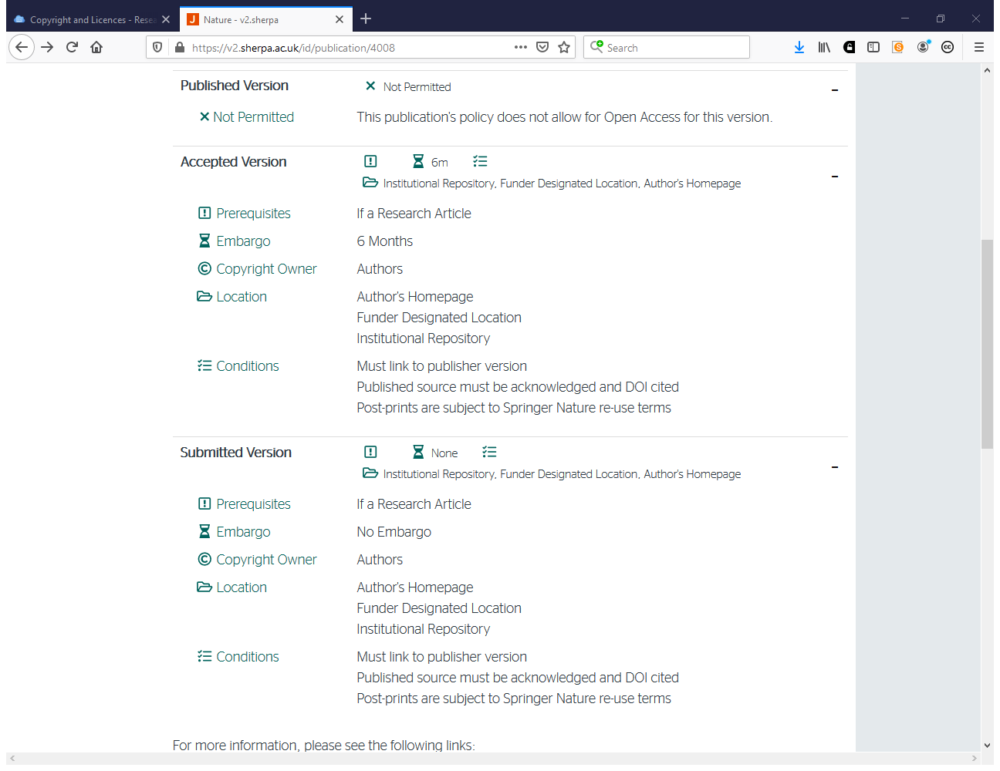 Copyright and Licences - Resea
Nature - v2.sherpa
https://v2.sherpa.ac.uk/id/publication/4008
Search
Published Version
Not Permitted
Not Permitted
This publication's policy does not allow for Open Access for this version.
Accepted Version
6m
Institutional Repository, Funder Designated Location, Author's Homepage
Prerequisites
If a Research Article
Embargo
6 Months
Copyright Owner
Authors
Location
Author's Homepage
Funder Designated Location
Institutional Repository
Conditions
Must link to publisher version
Published source must be acknowledged and DOI cited
Post-prints are subject to Springer Nature re-use terms
Submitted Version
None
Institutional Repository, Funder Designated Location, Author's Homepage
Prerequisites
If a Research Article
Embargo
No Embargo
Copyright Owner
Authors
Location
Author's Homepage
Funder Designated Location
Institutional Repository
Conditions
Must link to publisher version
Published source must be acknowledged and DOI cited
Post-prints are subject to Springer Nature re-use terms
For more information, please see the following links: